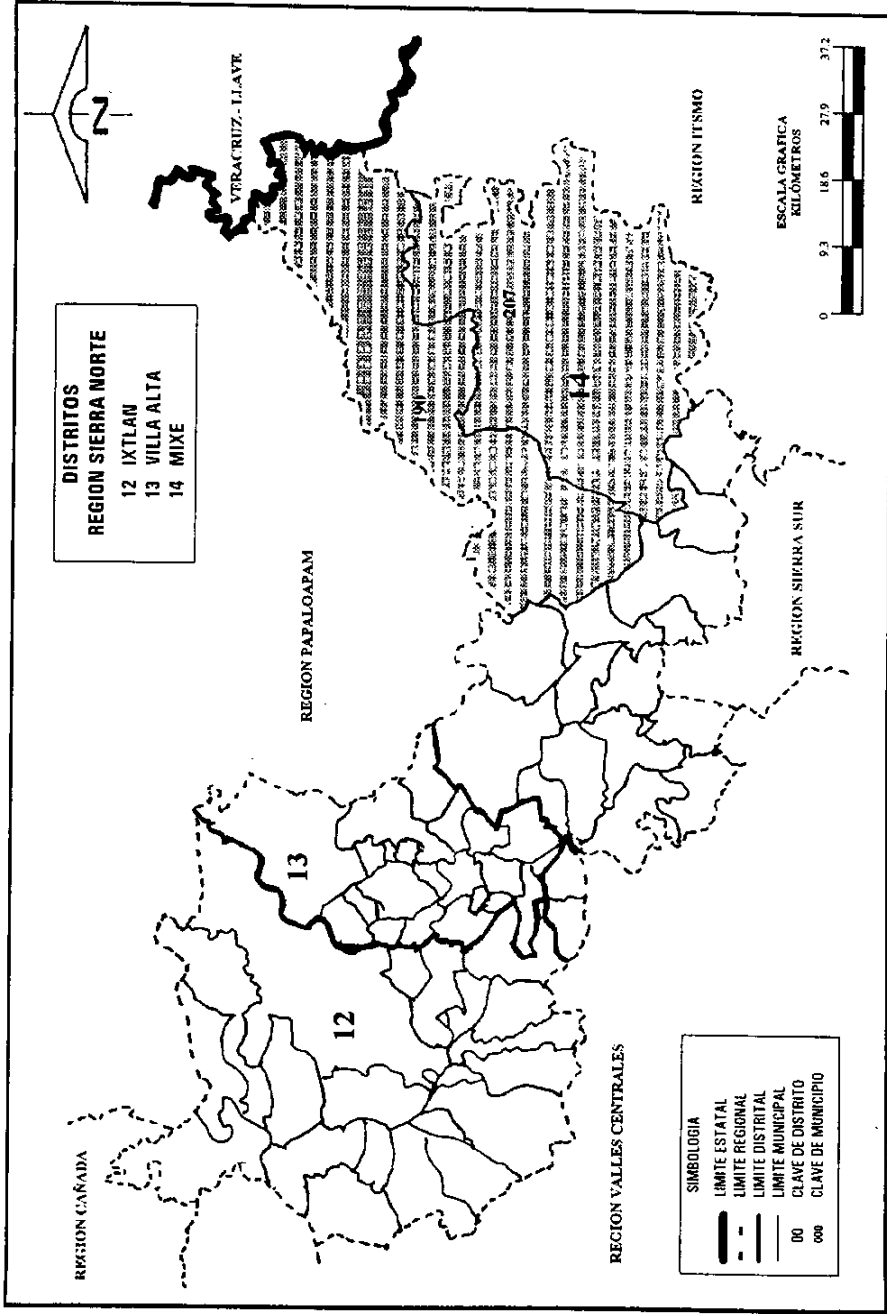 DISTRITOS
REGION SIERRA NORTE
12 IXTLAN
13 VILLA ALTA
14 MIXE
N
VERACRUZ - LLAVE
REGION CAÑADA
REGION PAPALOAPAM
12
13
14
207
REGION ITSMO
REGION SIERRA SUR
REGION VALLES CENTRALES
SIMBOLOGIA
LIMITE ESTATAL
LIMITE REGIONAL
LIMITE DISTRITAL
LIMITE MUNICIPAL
00 CLAVE DE DISTRITO
000 CLAVE DE MUNICIPIO
ESCALA GRAFICA
KILÓMETROS
0 9.3 18.6 27.9 37.2